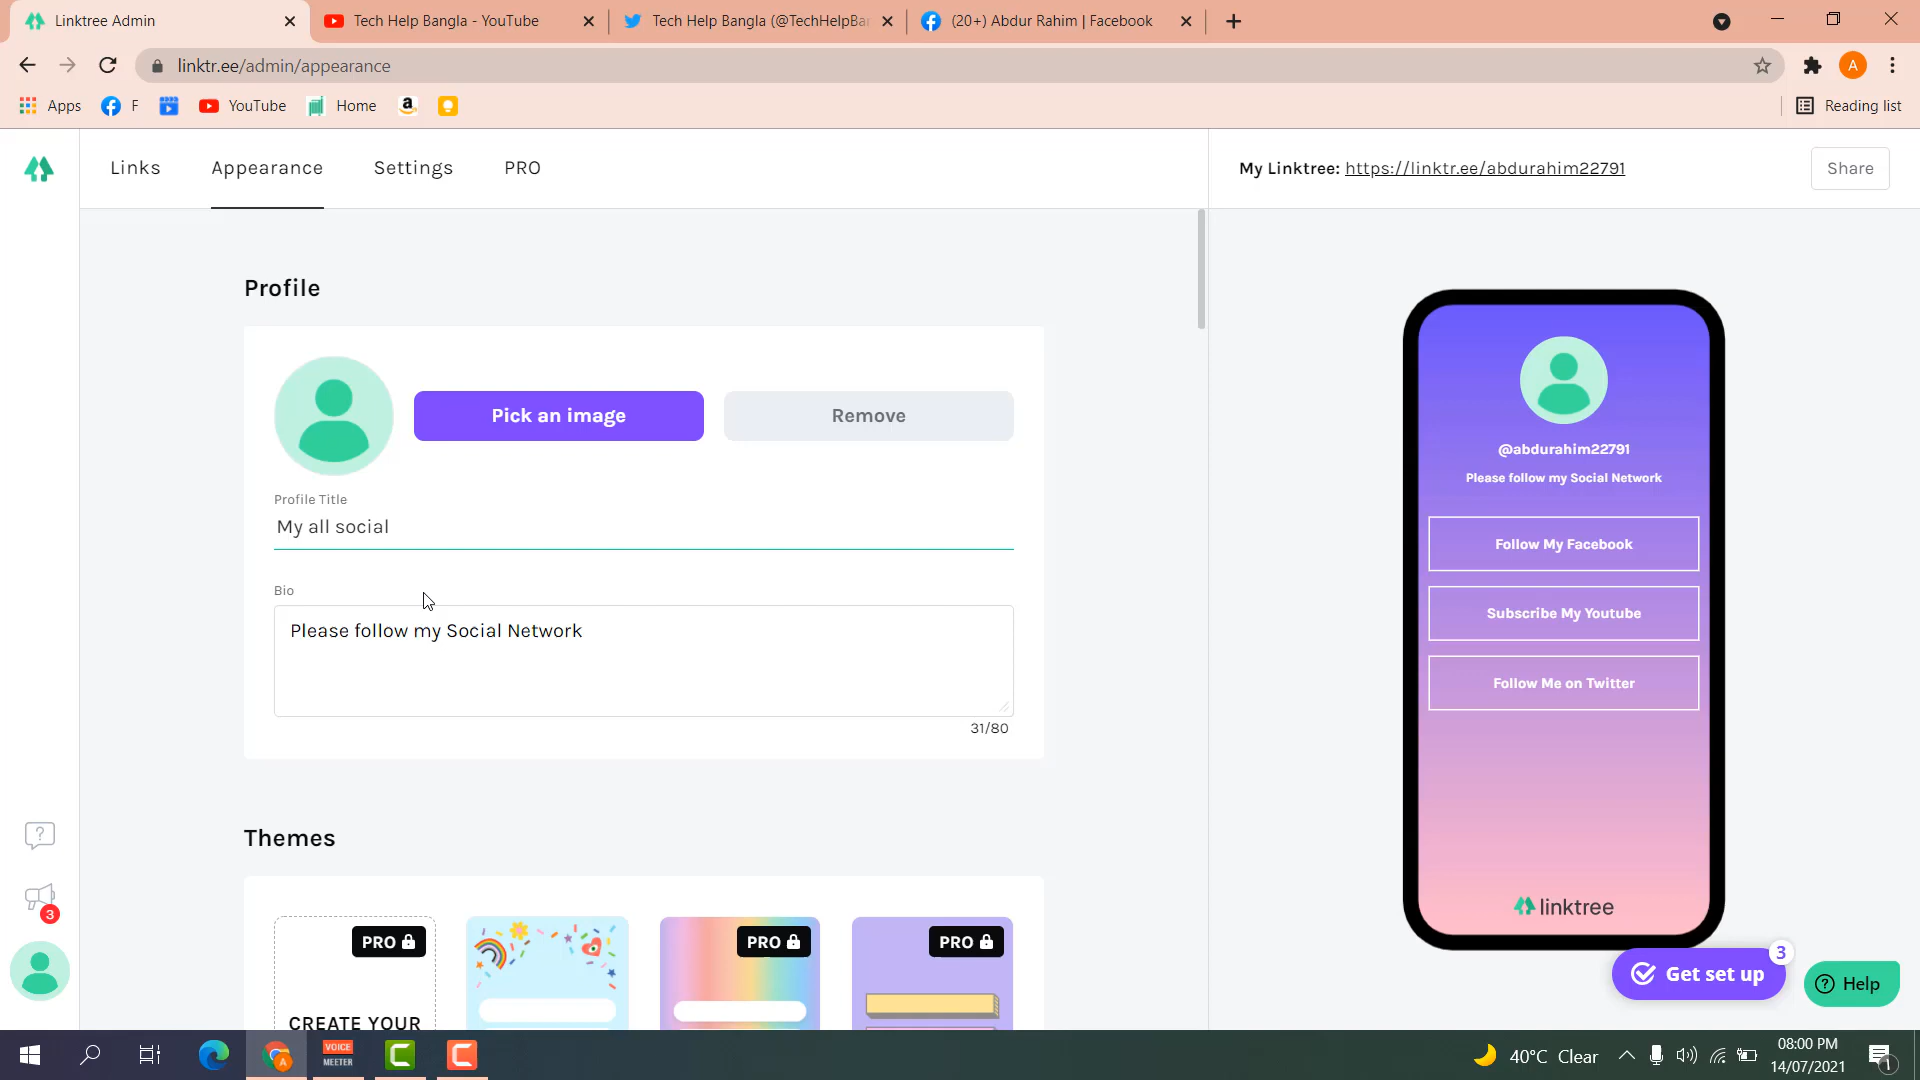 Linktree Admin
Tech Help Bangla - YouTube
Tech Help Bangla (@TechHelpBan
(20+) Abdur Rahim | Facebook
linktr.ee/admin/appearance
A
Apps
F
YouTube
Home
Reading list
Links
Appearance
Settings
PRO
My Linktree: https://linktr.ee/abdurahim22791
Share
Profile
Pick an image
Remove
Profile Title
My all social
Bio
Please follow my Social Network
31/80
Themes
PRO
CREATE YOUR
PRO
PRO
@abdurahim22791
Please follow my Social Network
Follow My Facebook
Subscribe My Youtube
Follow Me on Twitter
linktree
3
Get set up
Help
3
VOICE
MEETER
40°C Clear
08:00 PM
14/07/2021
1